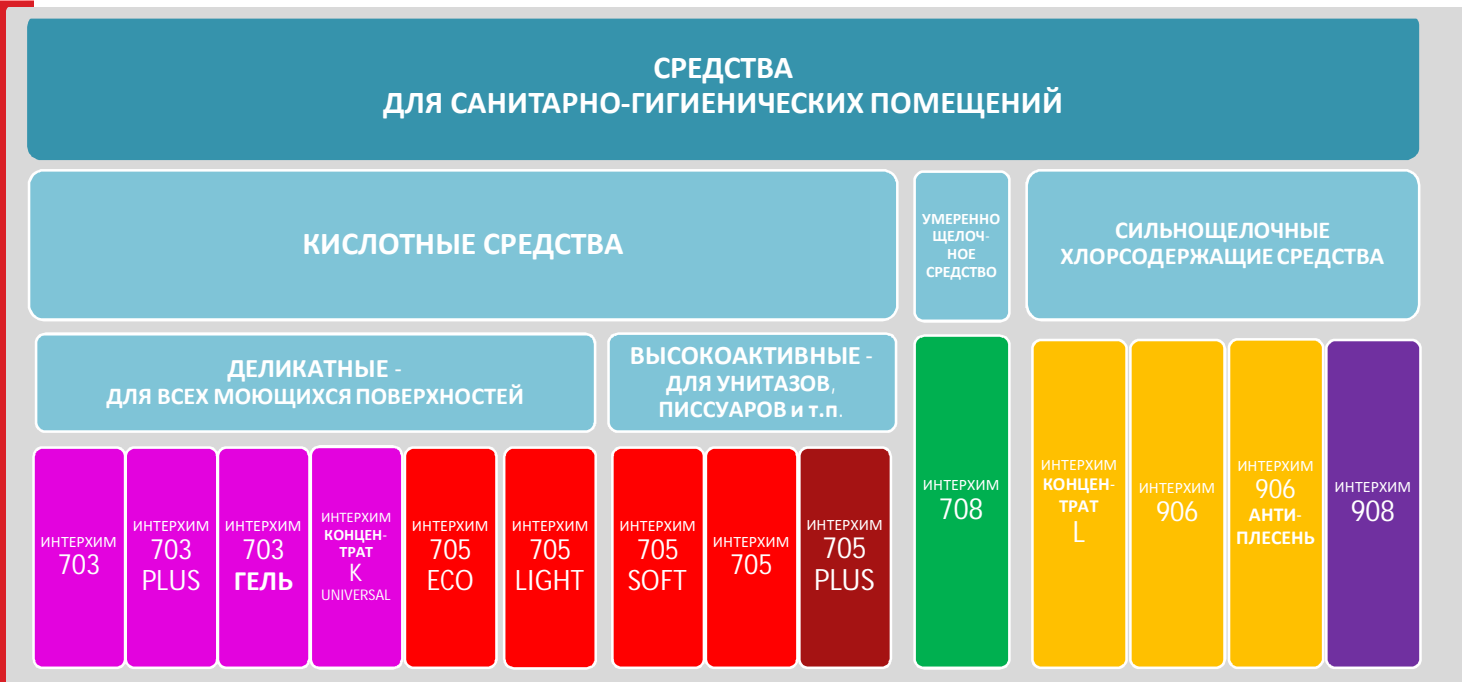 СРЕДСТВА
ДЛЯ САНИТАРНО-ГИГИЕНИЧЕСКИХ ПОМЕЩЕНИЙ
КИСЛОТНЫЕ СРЕДСТВА
УМЕРЕННО
ЩЕЛОЧ-
НОЕ
СРЕДСТВО
СИЛЬНОЩЕЛОЧНЫЕ
ХЛОРСОДЕРЖАЩИЕ СРЕДСТВА
ДЕЛИКАТНЫЕ -
ДЛЯ ВСЕХ МОЮЩИХСЯ ПОВЕРХНОСТЕЙ
ВЫСОКОАКТИВНЫЕ -
ДЛЯ УНИТАЗОВ,
ПИССУАРОВ и т.п.
ИНТЕРХИМ
703
ИНТЕРХИМ
703
PLUS
ИНТЕРХИМ
703
ГЕЛЬ
ИНТЕРХИМ
КОНЦЕН-
ТРАТ
K
UNIVERSAL
ИНТЕРХИМ
705
ECO
ИНТЕРХИМ
705
LIGHT
ИНТЕРХИМ
705
SOFT
ИНТЕРХИМ
705
ИНТЕРХИМ
705
PLUS
ИНТЕРХИМ
708
ИНТЕРХИМ
КОНЦЕН-
ТРАТ
L
ИНТЕРХИМ
906
ИНТЕРХИМ
906
АНТИ-
ПЛЕСЕНЬ
ИНТЕРХИМ
908